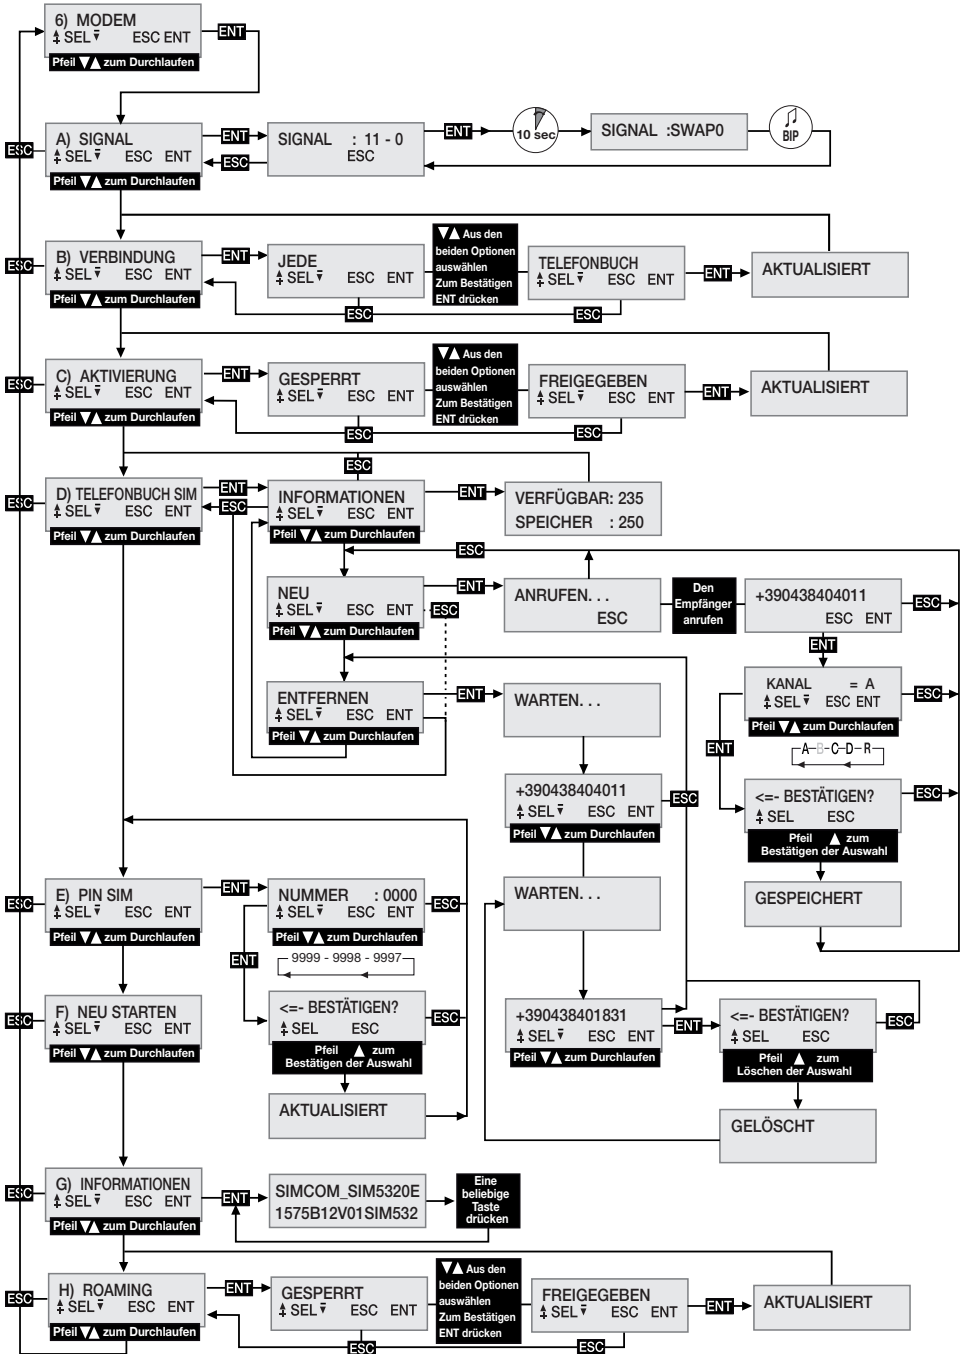 6) MODEM
SEL ESC ENT
Pfeil zum Durchlaufen
ENT
A) SIGNAL
SEL ESC ENT
Pfeil zum Durchlaufen
ESC
ENT
ESC
SIGNAL : 11 - 0
ESC
ENT
10 sec
SIGNAL :SWAP0
BIP
B) VERBINDUNG
SEL ESC ENT
Pfeil zum Durchlaufen
ESC
ENT
JEDE
SEL ESC ENT
ESC
Aus den
beiden Optionen
auswählen
Zum Bestätigen
ENT drücken
TELEFONBUCH
SEL ESC ENT
ESC
ENT
AKTUALISIERT
C) AKTIVIERUNG
SEL ESC ENT
Pfeil zum Durchlaufen
ESC
ENT
GESPERRT
SEL ESC ENT
ESC
Aus den
beiden Optionen
auswählen
Zum Bestätigen
ENT drücken
FREIGEGEBEN
SEL ESC ENT
ESC
ENT
AKTUALISIERT
D) TELEFONBUCH SIM
SEL ESC ENT
Pfeil zum Durchlaufen
ESC
ENT
ESC
ESC
INFORMATIONEN
SEL ESC ENT
Pfeil zum Durchlaufen
ENT
VERFÜGBAR: 235
SPEICHER : 250
ESC
NEU
SEL ESC ENT
Pfeil zum Durchlaufen
ENT
ESC
ANRUFEN. . .
ESC
Den
Empfänger
anrufen
+390438404011
ESC ENT
ESC
ENT
KANAL = A
SEL ESC ENT
Pfeil zum Durchlaufen
ESC
A-B-C-D-R
ENT
<=- BESTÄTIGEN?
SEL ESC
Pfeil zum
Bestätigen der Auswahl
ESC
GESPEICHERT
ENTFERNEN
SEL ESC ENT
Pfeil zum Durchlaufen
ENT
WARTEN. . .
+390438404011
SEL ESC ENT
Pfeil zum Durchlaufen
ESC
WARTEN. . .
+390438401831
SEL ESC ENT
Pfeil zum Durchlaufen
ENT
<=- BESTÄTIGEN?
SEL ESC
Pfeil zum
Löschen der Auswahl
ESC
GELÖSCHT
E) PIN SIM
SEL ESC ENT
Pfeil zum Durchlaufen
ESC
ENT
NUMMER : 0000
SEL ESC ENT
Pfeil zum Durchlaufen
ESC
9999 - 9998 - 9997
ENT
<=- BESTÄTIGEN?
SEL ESC
Pfeil zum
Bestätigen der Auswahl
ESC
AKTUALISIERT
F) NEU STARTEN
SEL ESC ENT
Pfeil zum Durchlaufen
ESC
G) INFORMATIONEN
SEL ESC ENT
Pfeil zum Durchlaufen
ESC
ENT
SIMCOM_SIM5320E
1575B12V01SIM532
Eine
beliebige
Taste
drücken
H) ROAMING
SEL ESC ENT
Pfeil zum Durchlaufen
ESC
ENT
GESPERRT
SEL ESC ENT
ESC
Aus den
beiden Optionen
auswählen
Zum Bestätigen
ENT drücken
FREIGEGEBEN
SEL ESC ENT
ESC
ENT
AKTUALISIERT